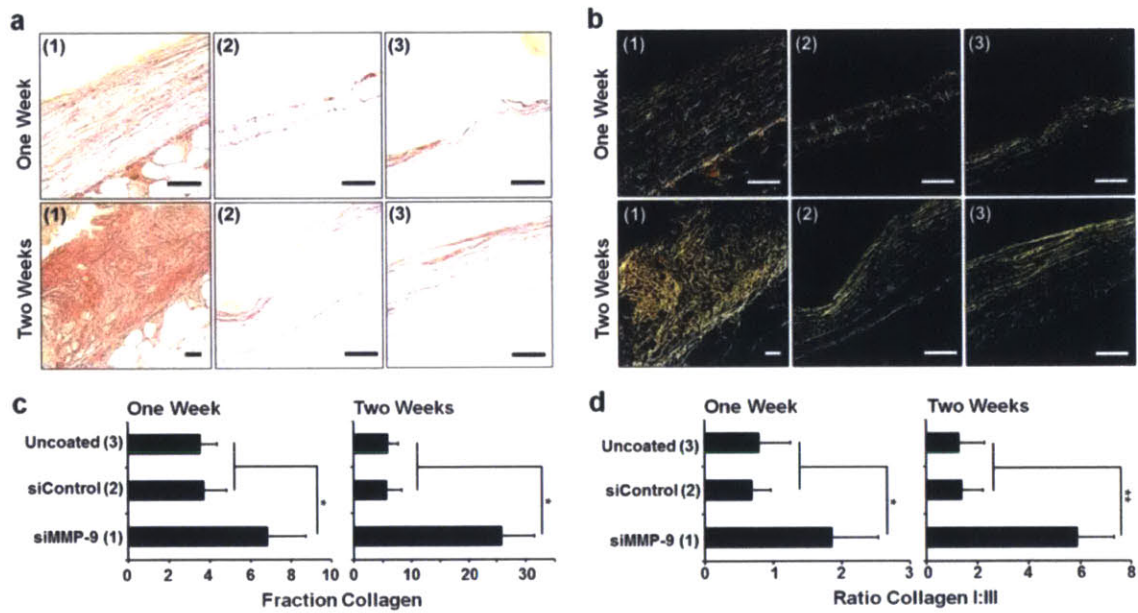 a
b
(1) (2) (3)
(1) (2) (3)
One Week
One Week
(1) (2) (3)
(1) (2) (3)
Two Weeks
Two Weeks
c
One Week
Two Weeks
Uncoated (3)
siControl (2)
siMMP-9 (1)
*
*
0 2 4 6 8 10
0 10 20 30
Fraction Collagen
d
One Week
Two Weeks
Uncoated (3)
siControl (2)
siMMP-9 (1)
*
**
0 1 2 3
0 2 4 6 8
Ratio Collagen I:III